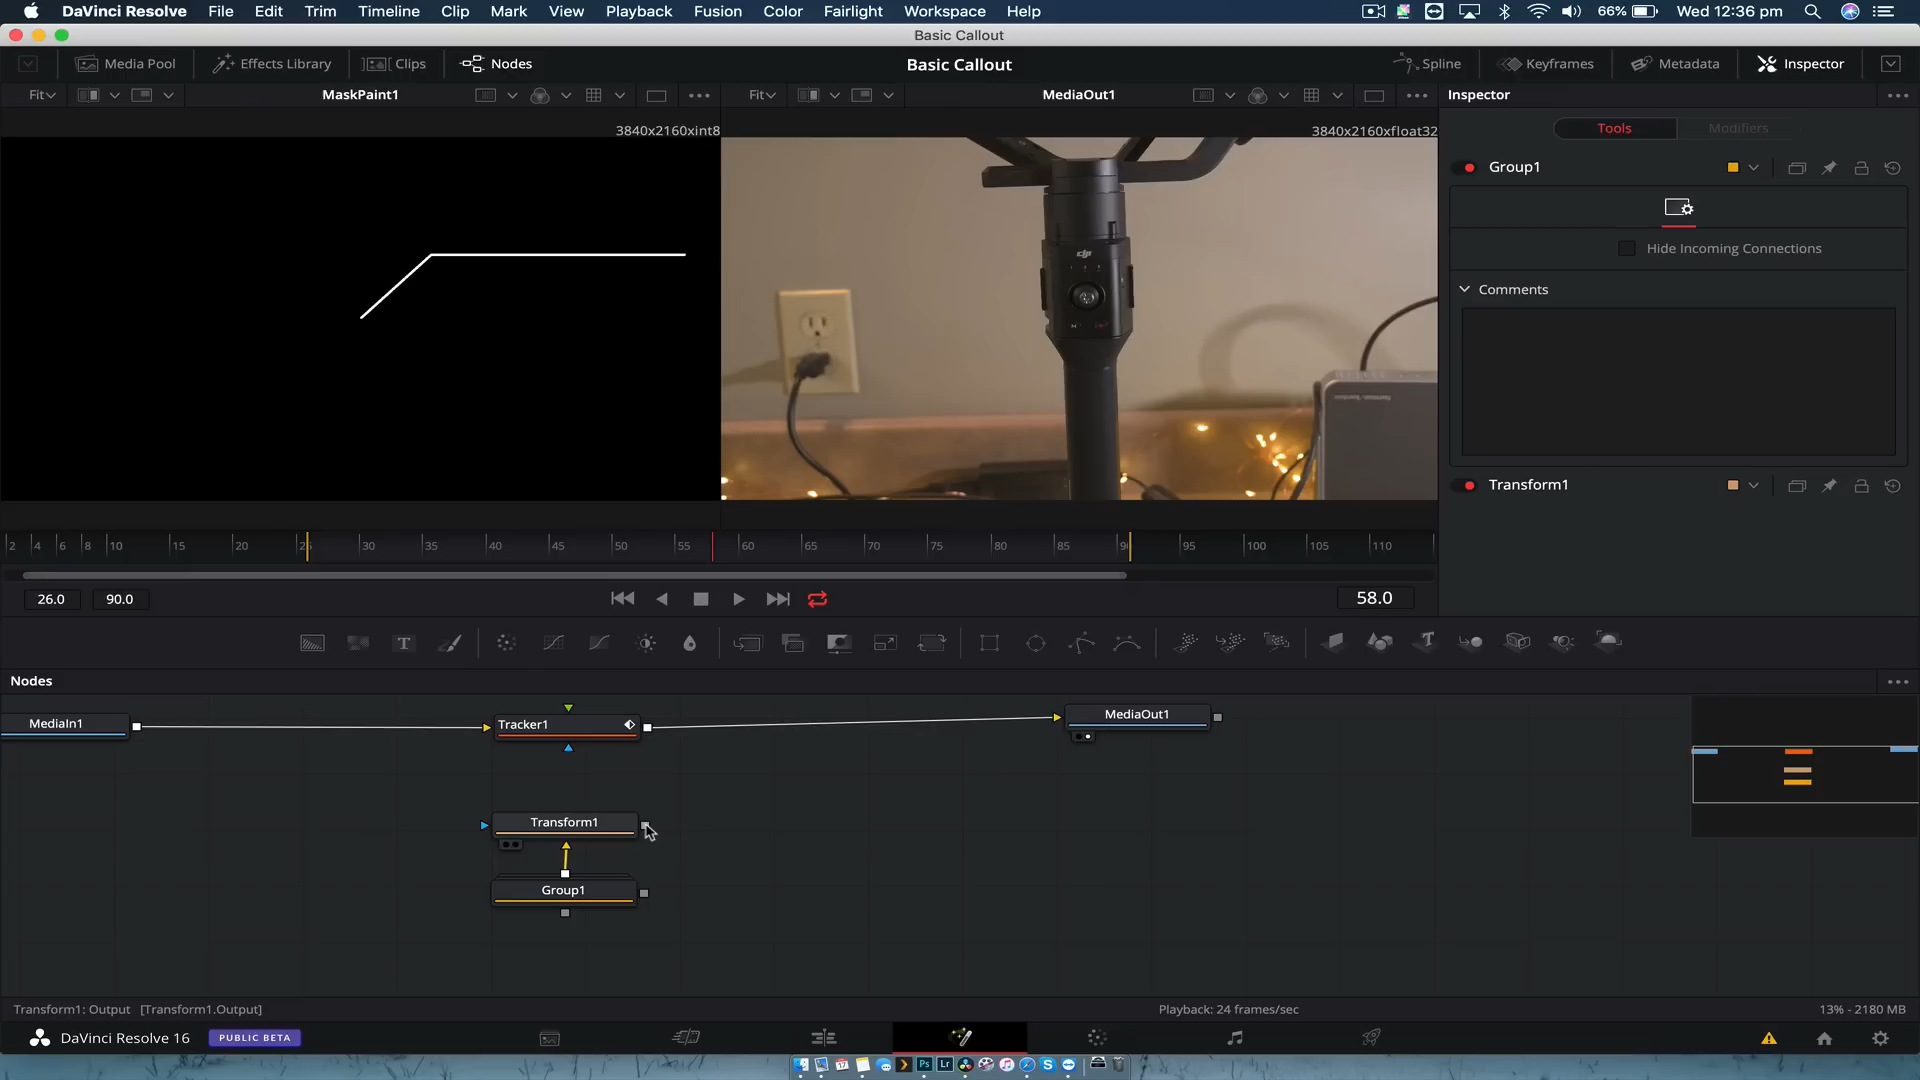 DaVinci Resolve File Edit Trim Timeline Clip Mark View Playback Fusion Color Fairlight Workspace Help 66% Wed 12:36 pm
Basic Callout
Media Pool Effects Library Clips Nodes Basic Callout Spline Keyframes Metadata Inspector
Fit MaskPaint1 Fit MediaOut1 Inspector
3840x2160xint8 3840x2160xfloat32
Tools Modifiers
Group1
Hide Incoming Connections
Comments
Transform1
dji
2 4 6 8 10 15 20 25 30 35 40 45 50 55 60 65 70 75 80 85 90 95 100 105 110
26.0 90.0 58.0
Nodes
MediaIn1 Tracker1 MediaOut1
Transform1
Group1
Transform1: Output [Transform1.Output] Playback: 24 frames/sec 13% - 2180 MB
DaVinci Resolve 16 PUBLIC BETA
17 Ps Lr